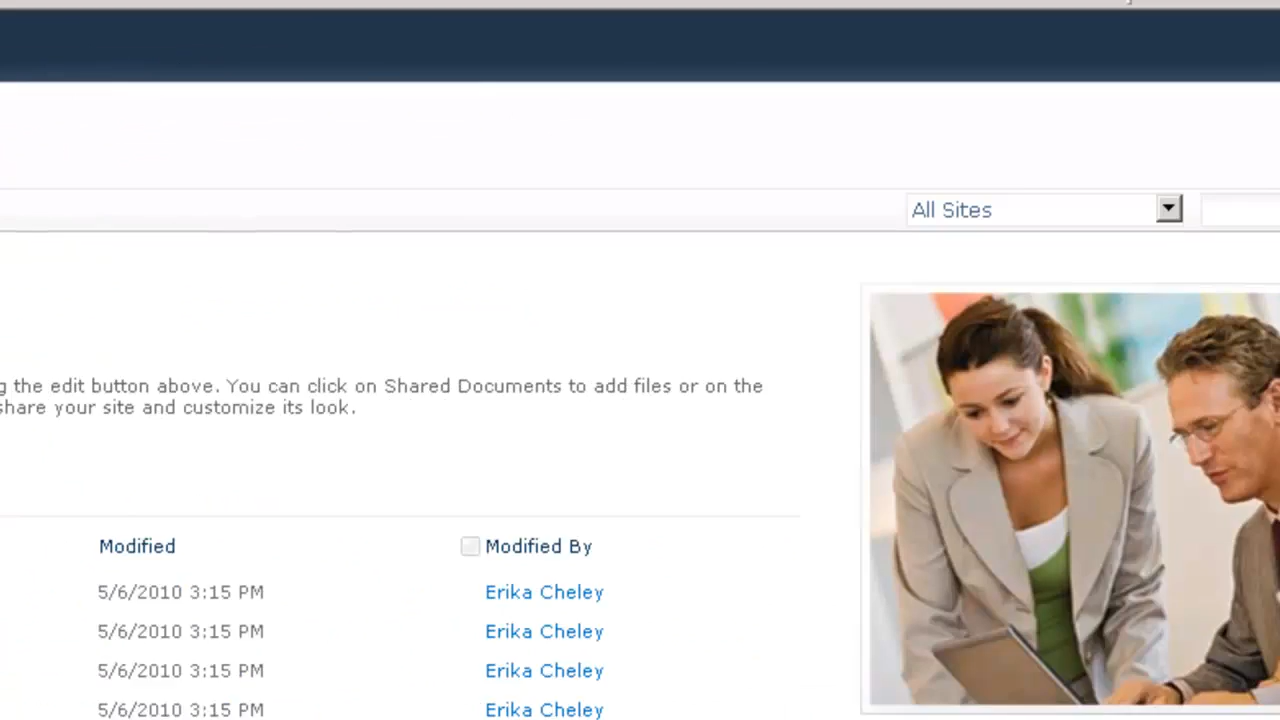 All Sites
g the edit button above. You can click on Shared Documents to add files or on the
share your site and customize its look.
Modified Modified By
5/6/2010 3:15 PM Erika Cheley
5/6/2010 3:15 PM Erika Cheley
5/6/2010 3:15 PM Erika Cheley
5/6/2010 3:15 PM Erika Cheley